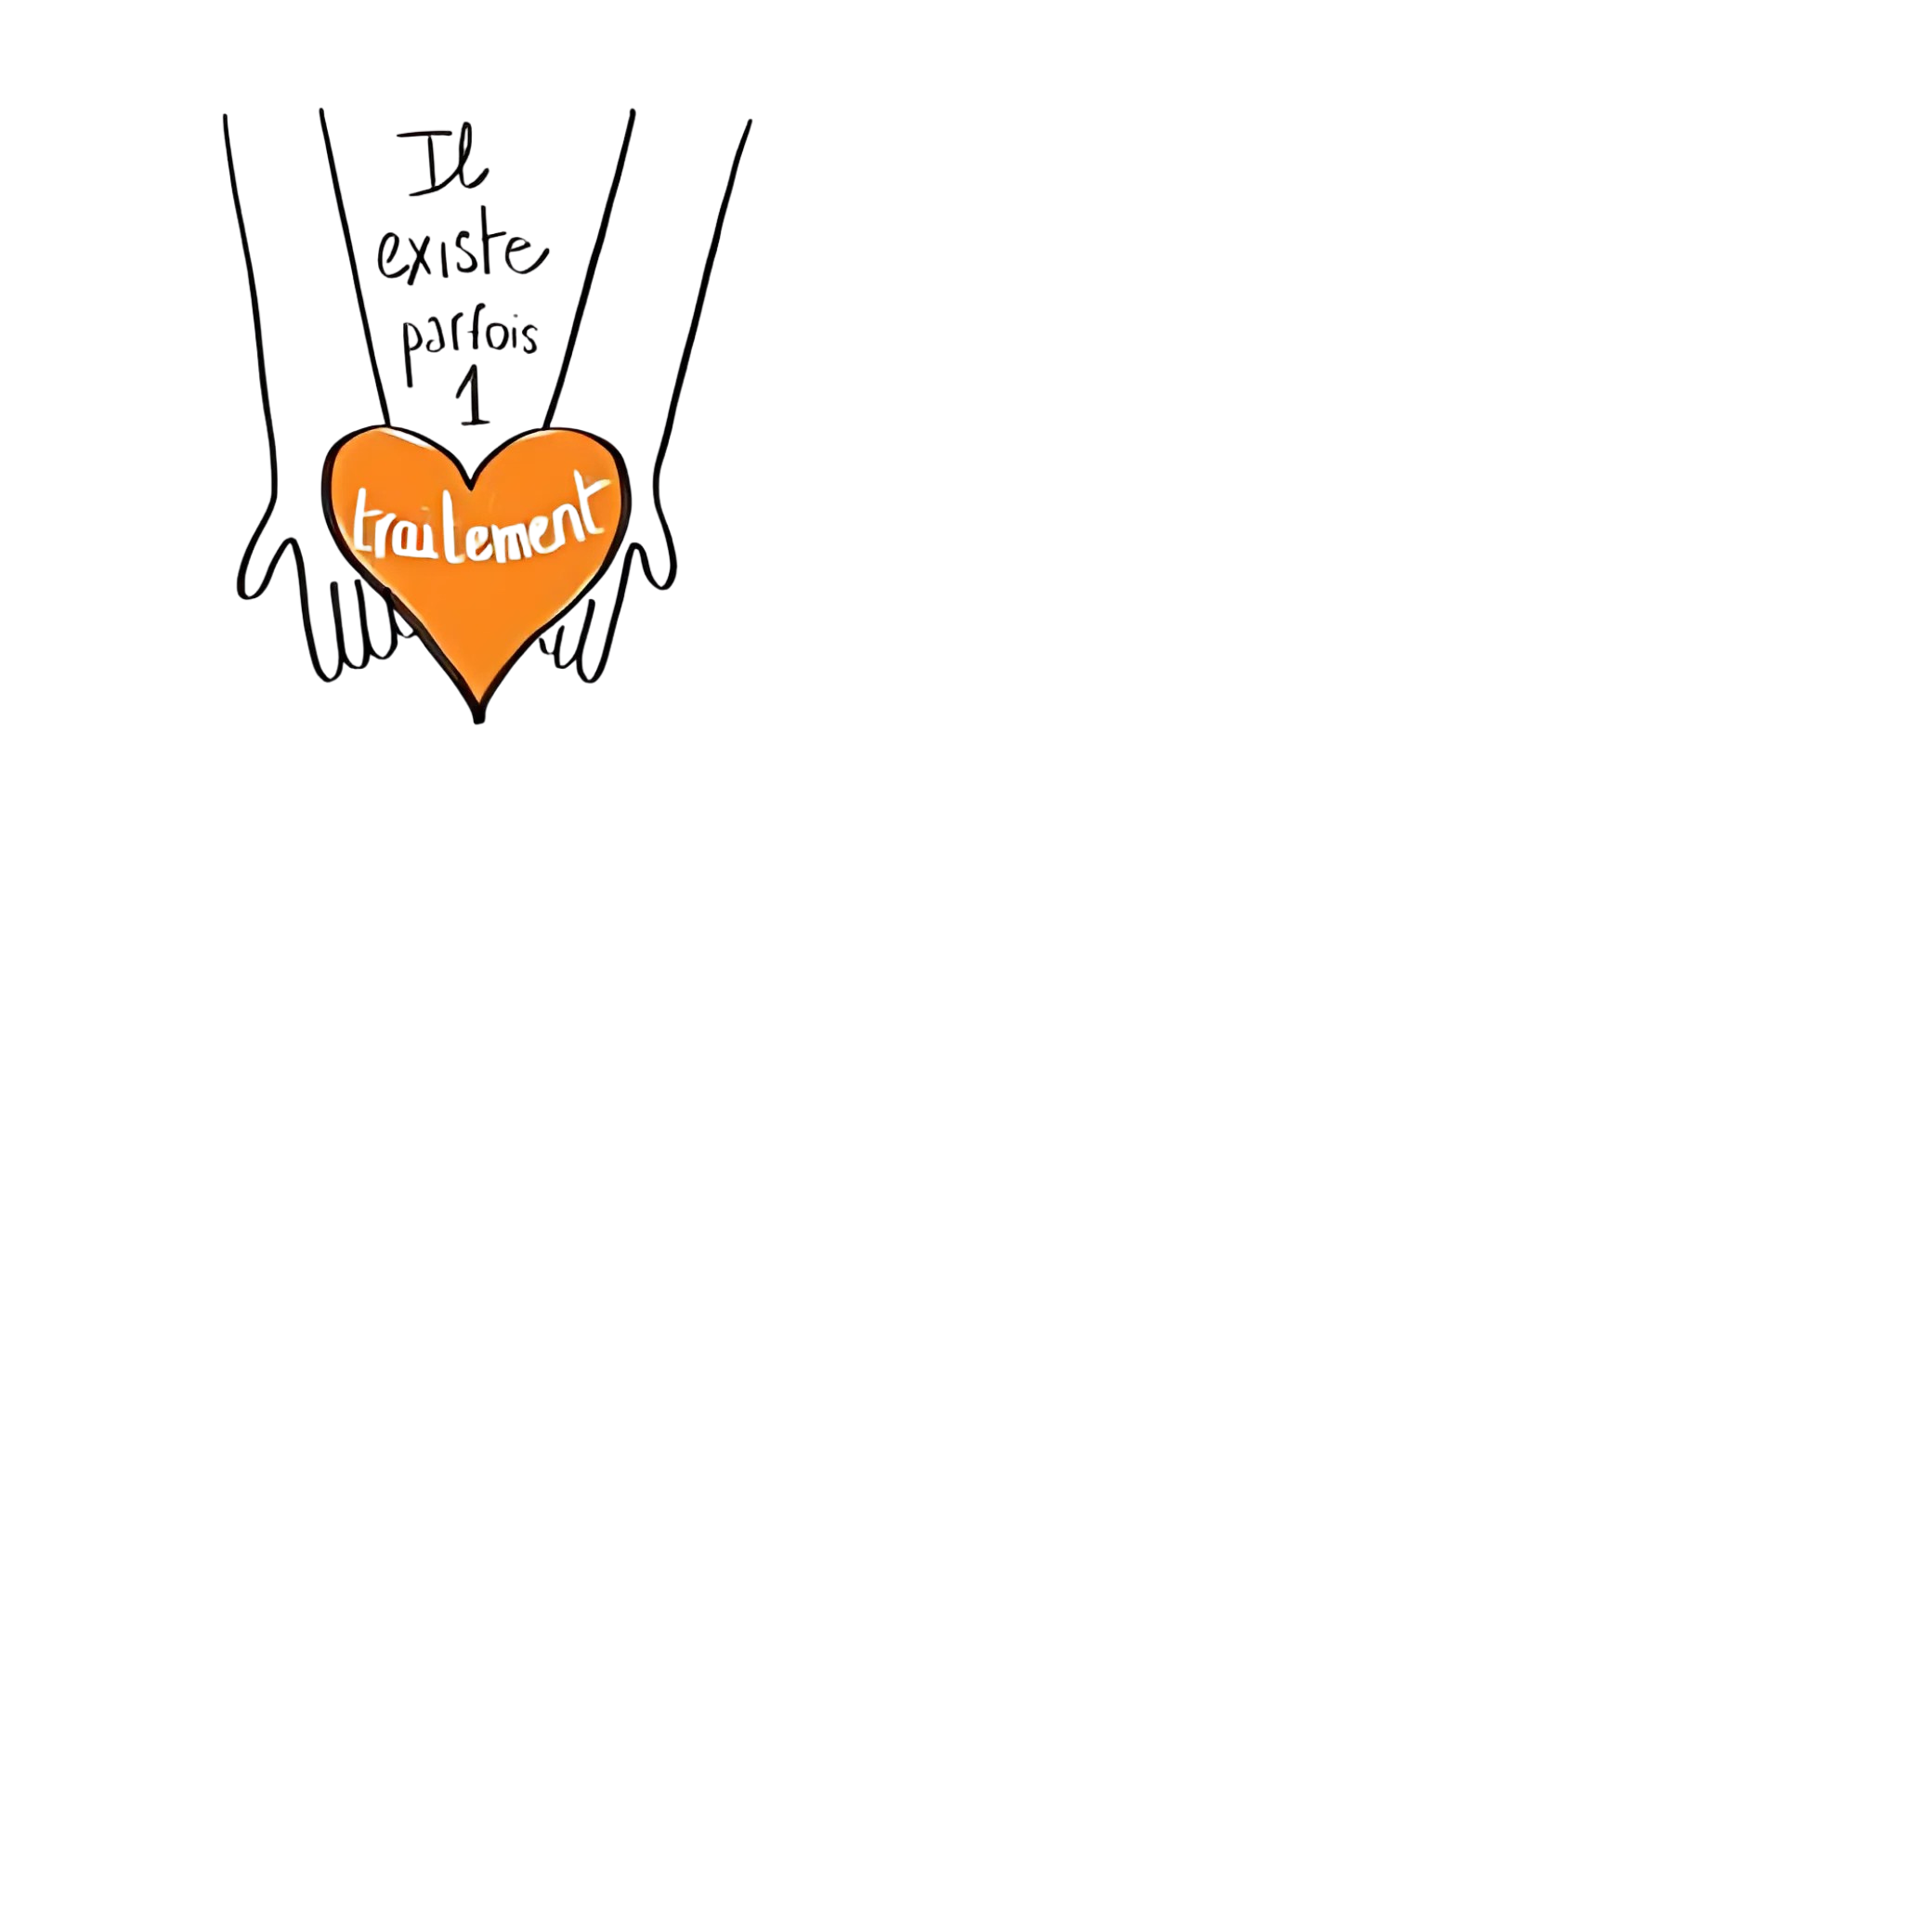 Il
existe
parfois
1
traitement